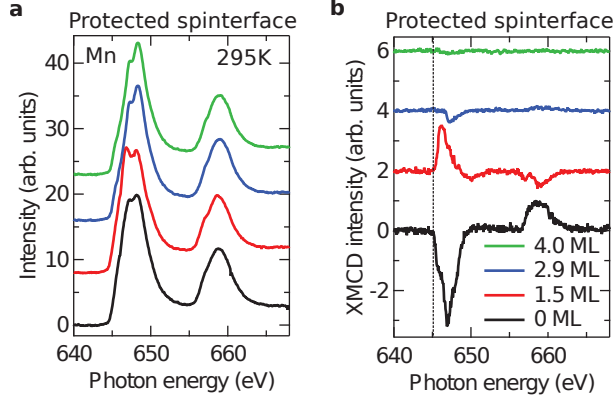 a
Protected spinterface
Mn
295K
Intensity (arb. units)
40
30
20
10
0
640
650
660
Photon energy (eV)
b
Protected spinterface
XMCD intensity (arb. units)
6
4
2
0
-2
4.0 ML
2.9 ML
1.5 ML
0 ML
640
650
660
Photon energy (eV)